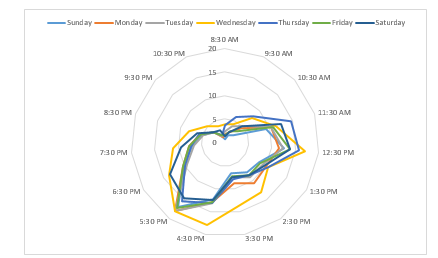 Sunday Monday Tuesday Wednesday Thursday Friday Saturday
8:30 AM
20
15
10
5
0
9:30 AM
10:30 AM
11:30 AM
12:30 PM
1:30 PM
2:30 PM
3:30 PM
4:30 PM
5:30 PM
6:30 PM
7:30 PM
8:30 PM
9:30 PM
10:30 PM